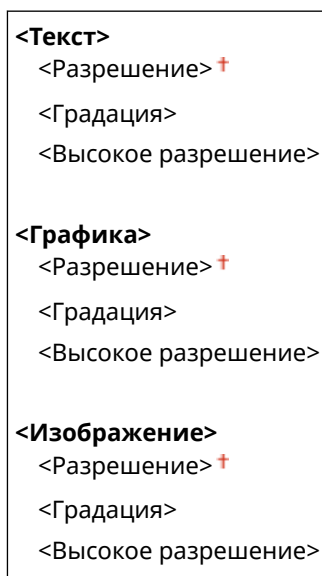 <Текст>
<Разрешение> †
<Градация>
<Высокое разрешение>
<Графика>
<Разрешение> †
<Градация>
<Высокое разрешение>
<Изображение>
<Разрешение> †
<Градация>
<Высокое разрешение>